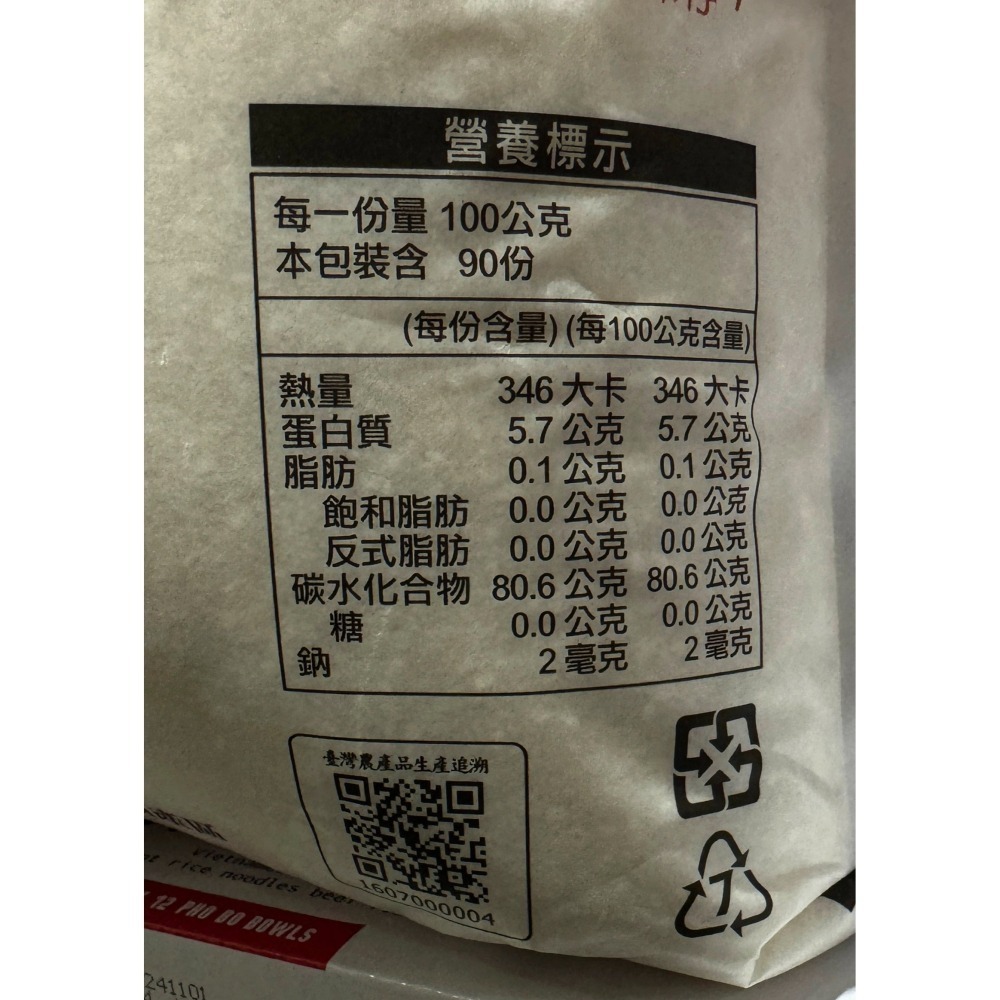 營養標示
每一份量 100公克
本包裝含 90份
(每份含量) (每100公克含量)
熱量 346 大卡 346 大卡
蛋白質 5.7 公克 5.7 公克
脂肪 0.1 公克 0.1 公克
飽和脂肪 0.0 公克 0.0 公克
反式脂肪 0.0 公克 0.0 公克
碳水化合物 80.6 公克 80.6 公克
糖 0.0 公克 0.0 公克
鈉 2 毫克 2 毫克
臺灣農產品生產追溯
1607000004
7
rice noodles
12 PHO BO BOWLS
241101